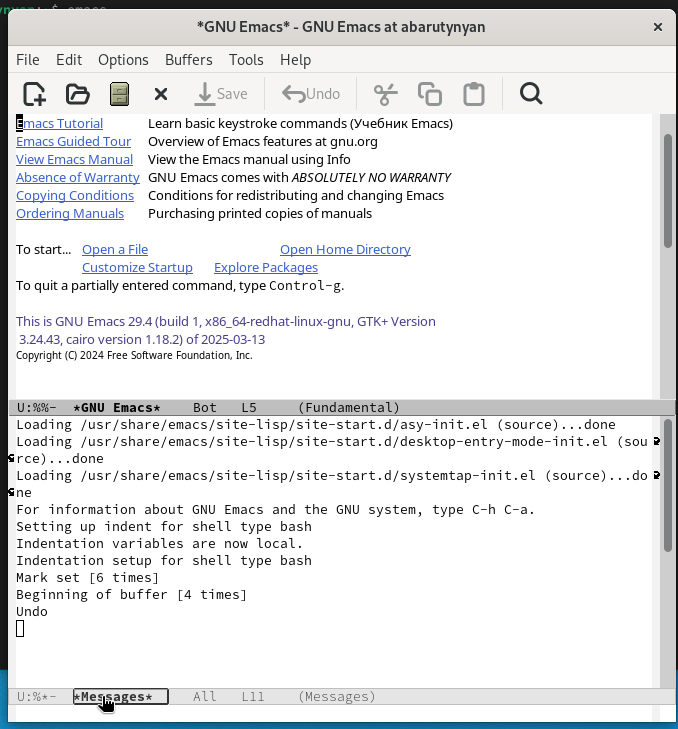 *GNU Emacs* - GNU Emacs at abarutynyan
File Edit Options Buffers Tools Help
Save Undo
Emacs Tutorial Learn basic keystroke commands (Учебник Emacs)
Emacs Guided Tour Overview of Emacs features at gnu.org
View Emacs Manual View the Emacs manual using Info
Absence of Warranty GNU Emacs comes with ABSOLUTELY NO WARRANTY
Copying Conditions Conditions for redistributing and changing Emacs
Ordering Manuals Purchasing printed copies of manuals
To start... Open a File Open Home Directory
Customize Startup Explore Packages
To quit a partially entered command, type Control-g.
This is GNU Emacs 29.4 (build 1, x86_64-redhat-linux-gnu, GTK+ Version
3.24.43, cairo version 1.18.2) of 2025-03-13
Copyright (C) 2024 Free Software Foundation, Inc.
U:%%- *GNU Emacs* Bot L5 (Fundamental)
Loading /usr/share/emacs/site-lisp/site-start.d/asy-init.el (source)...done
Loading /usr/share/emacs/site-lisp/site-start.d/desktop-entry-mode-init.el (sou
rce)...done
Loading /usr/share/emacs/site-lisp/site-start.d/systemtap-init.el (source)...do
ne
For information about GNU Emacs and the GNU system, type C-h C-a.
Setting up indent for shell type bash
Indentation variables are now local.
Indentation setup for shell type bash
Mark set [6 times]
Beginning of buffer [4 times]
Undo
U:%*- *Messages* All L11 (Messages)